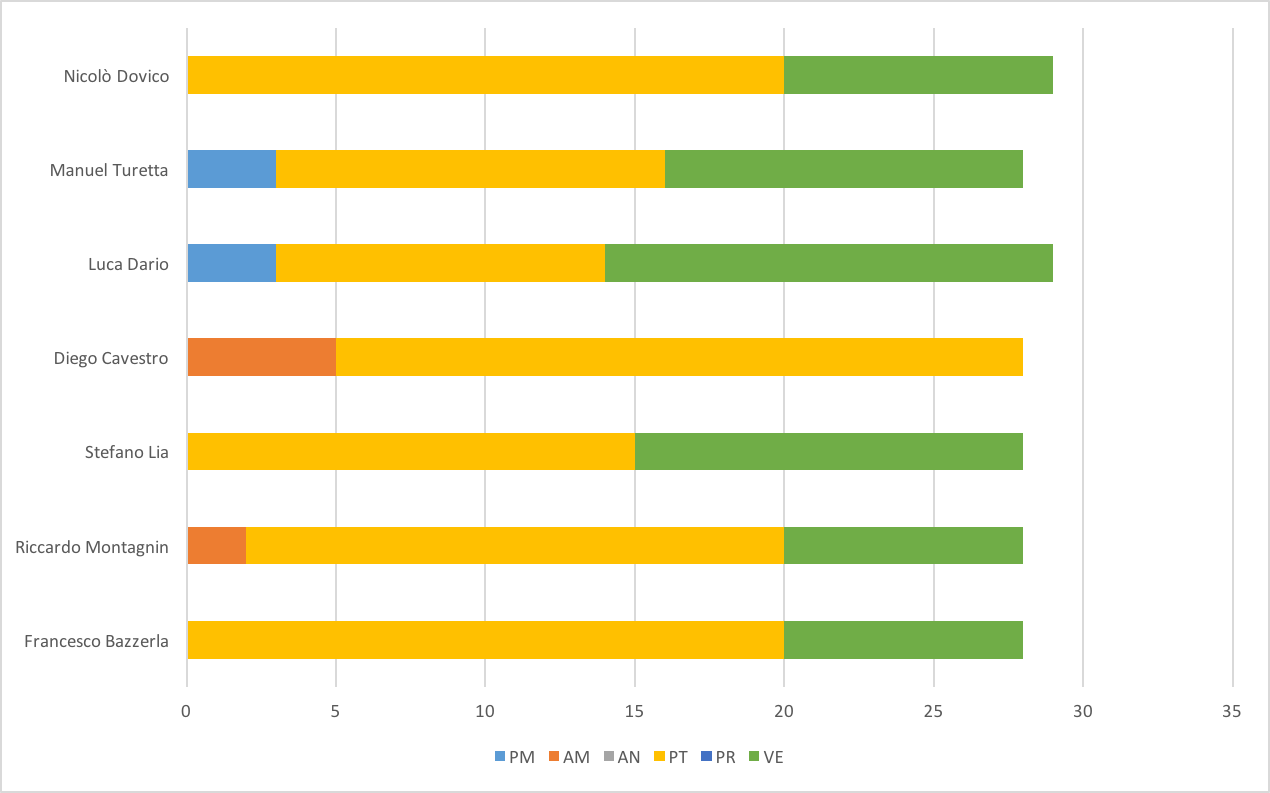 Nicolò Dovico
Manuel Turetta
Luca Dario
Diego Cavestro
Stefano Lia
Riccardo Montagnin
Francesco Bazzerla
0 5 10 15 20 25 30 35
PM AM AN PT PR VE